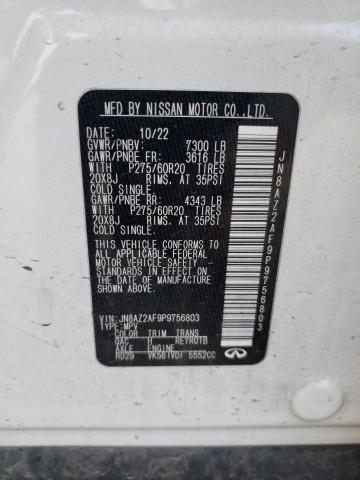 MFD BY NISSAN MOTOR CO.,LTD.
DATE: 10/22
GVWR/PNBV: 7300 LB
GAWR/PNBE FR: 3616 LB
WITH P275/60R20 TIRES
20X8J RIMS, AT 35PSI
COLD SINGLE.
GAWR/PNBE RR: 4343 LB
WITH P275/60R20 TIRES
20X8J RIMS, AT 35PSI
COLD SINGLE.
THIS VEHICLE CONFORMS
TO ALL APPLICABLE FEDERAL
MOTOR VEHICLE SAFETY
STANDARDS IN EFFECT ON
THE DATE OF MANUFACTURE
SHOWN ABOVE.
VIN: JN8AZ2AF9P9756803
TYPE: MPV
COLOR TRIM TRANS
QAC H RE7R01B
AXLE ENGINE
RD29 VK56(VD) 5552CC
INFINITI
JN8AZ2AF9P9756803